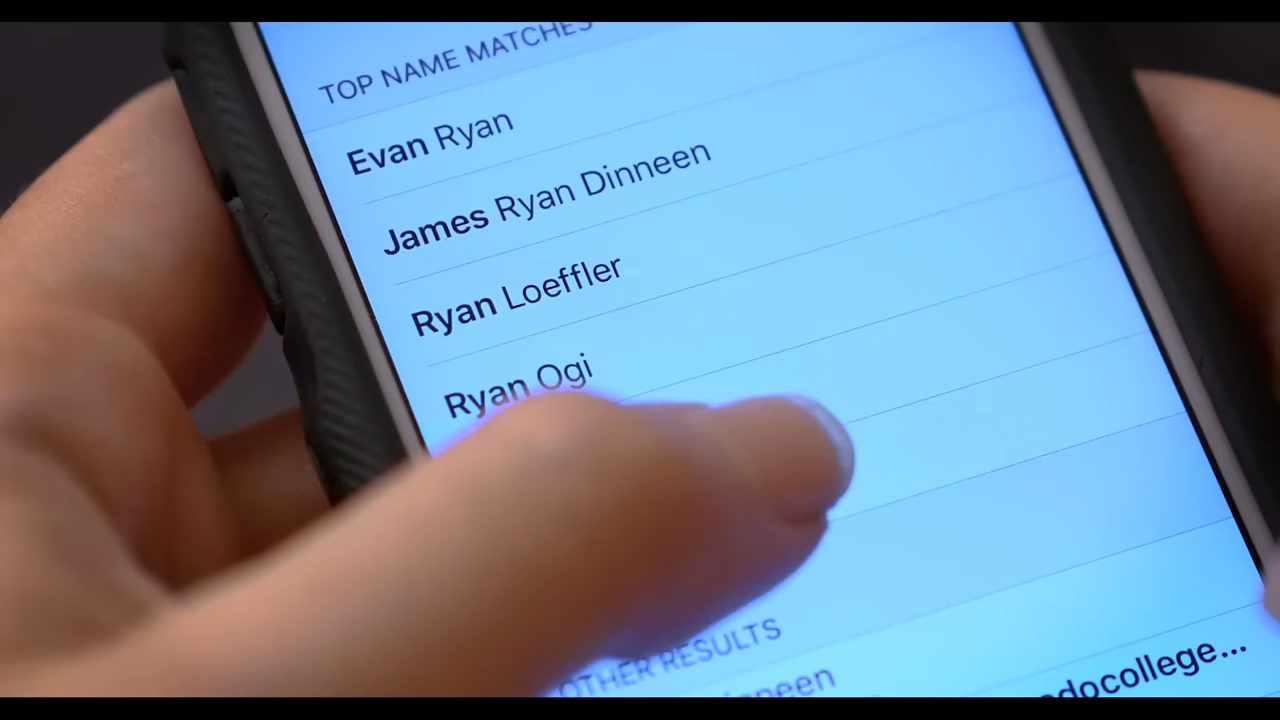 TOP NAME MATCHES
Evan Ryan
James Ryan Dinneen
Ryan Loeffler
Ryan Ogi
OTHER RESULTS